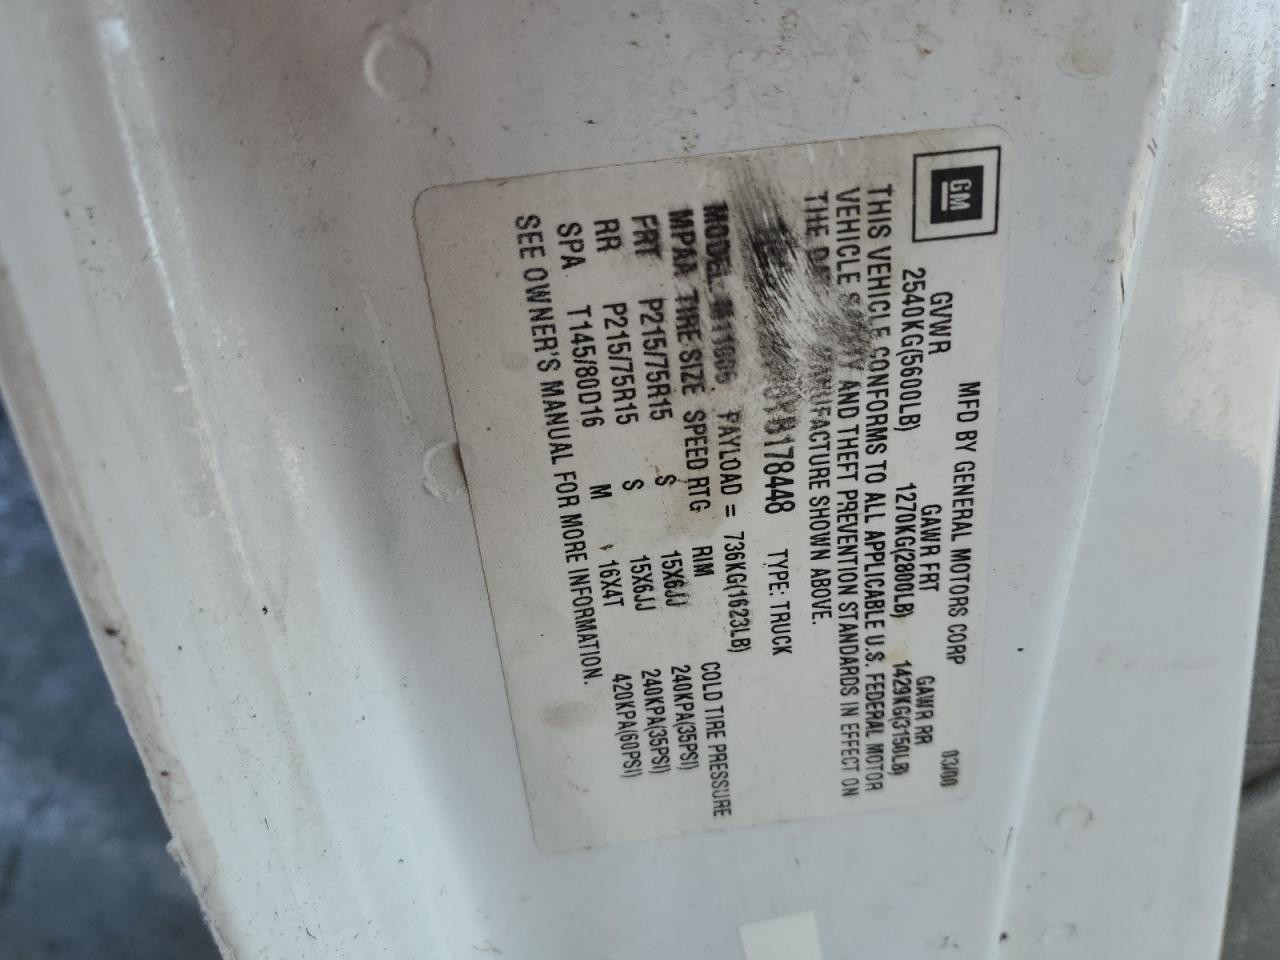 GM
MFD BY GENERAL MOTORS CORP 03/00
GVWR GAWR FRT GAWR RR
2540KG(5600LB) 1270KG(2800LB) 1429KG(3150LB)
THIS VEHICLE CONFORMS TO ALL APPLICABLE U.S. FEDERAL MOTOR
VEHICLE AND THEFT PREVENTION STANDARDS IN EFFECT ON
THE MANUFACTURE SHOWN ABOVE.
178448 TYPE: TRUCK
MODEL: PAYLOAD = 736KG(1623LB)
MPAA TIRE SIZE SPEED RTG RIM COLD TIRE PRESSURE
FRT P215/75R15 S 15X6JJ 240KPA(35PSI)
RR P215/75R15 S 15X6JJ 240KPA(35PSI)
SPA T145/80D16 M 16X4T 420KPA(60PSI)
SEE OWNER'S MANUAL FOR MORE INFORMATION.